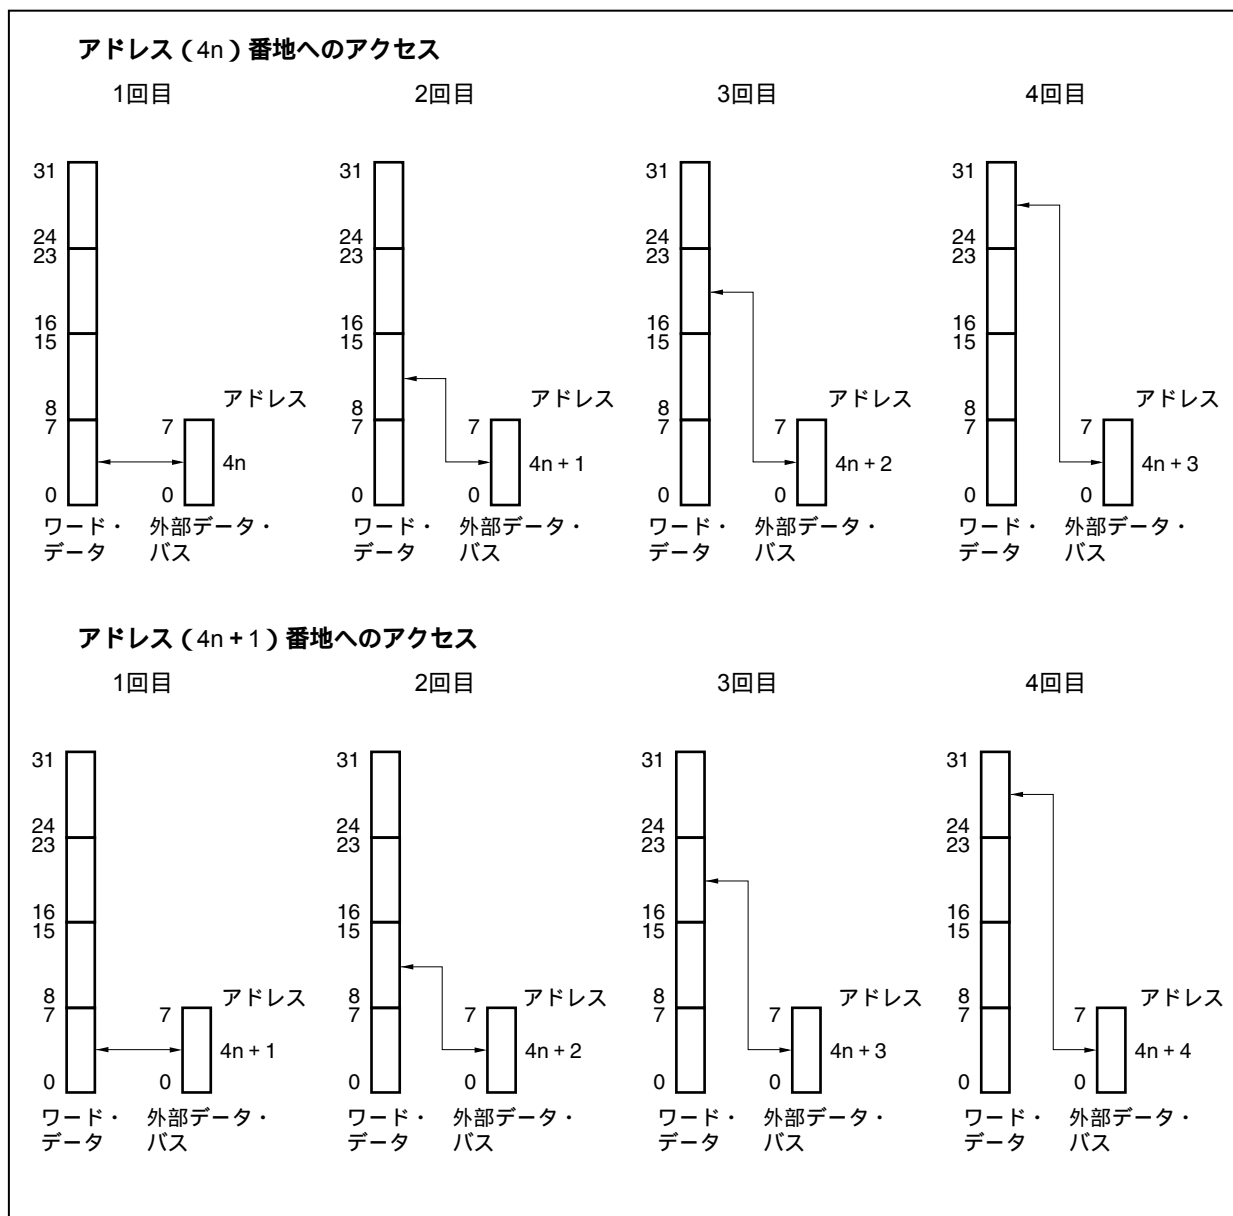 アドレス（4n）番地へのアクセス
1回目 2回目 3回目 4回目
31 31 31 31
24 24 24 24
23 23 23 23
16 16 16 16
15 15 15 15
アドレス アドレス アドレス アドレス
8 8 8 8
7 7 7 7 7 7 7 7
4n 4n + 1 4n + 2 4n + 3
0 0 0 0 0 0 0 0
ワード・ 外部データ・ ワード・ 外部データ・ ワード・ 外部データ・ ワード・ 外部データ・
データ バス データ バス データ バス データ バス
アドレス（4n + 1）番地へのアクセス
1回目 2回目 3回目 4回目
31 31 31 31
24 24 24 24
23 23 23 23
16 16 16 16
15 15 15 15
アドレス アドレス アドレス アドレス
8 8 8 8
7 7 7 7 7 7 7 7
4n + 1 4n + 2 4n + 3 4n + 4
0 0 0 0 0 0 0 0
ワード・ 外部データ・ ワード・ 外部データ・ ワード・ 外部データ・ ワード・ 外部データ・
データ バス データ バス データ バス データ バス